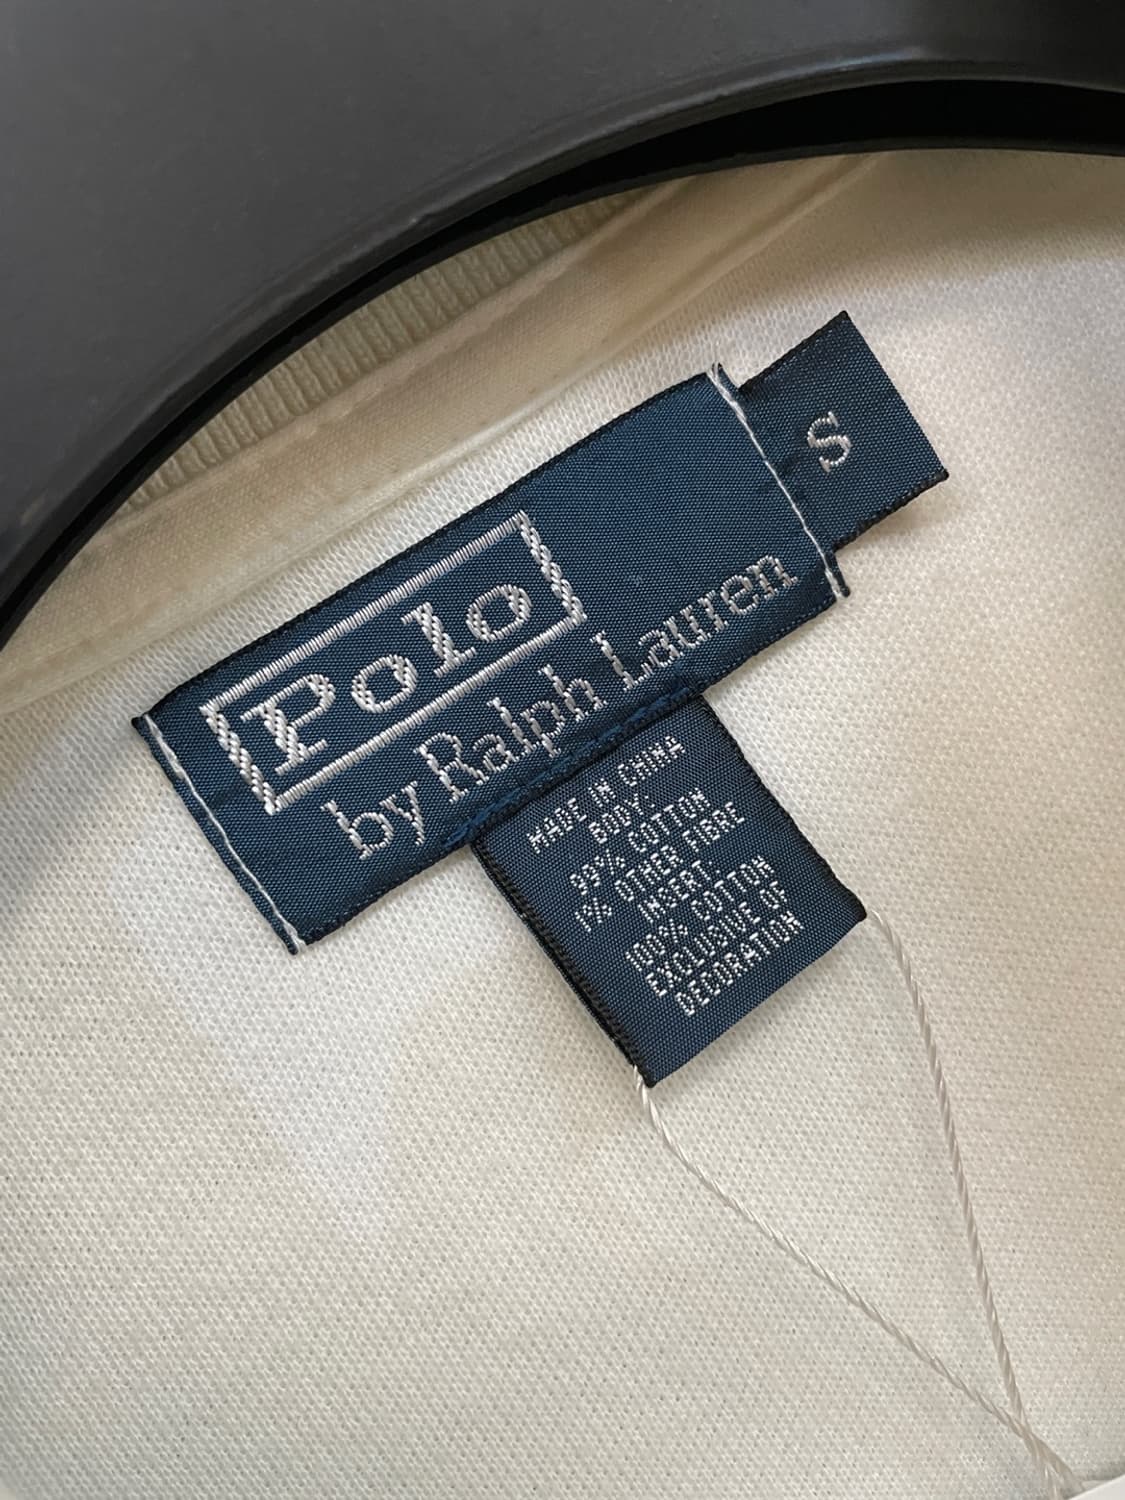 Polo
by Ralph Lauren
S
MADE IN CHINA
BODY:
99% COTTON
1% OTHER FIBRE
INSERT:
100% COTTON
EXCLUSIVE OF
DECORATION